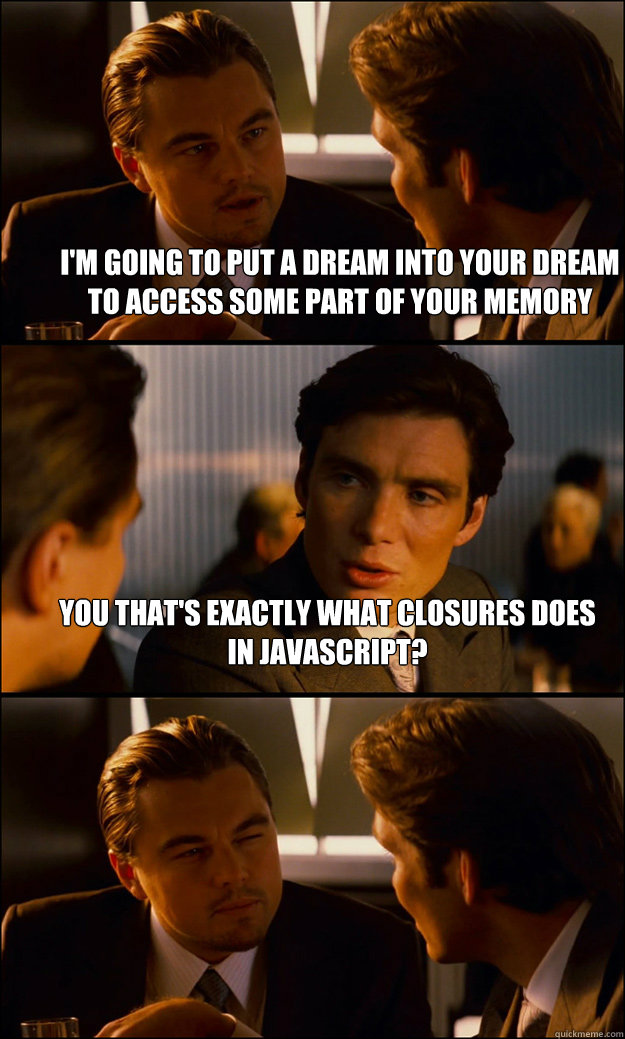 I'M GOING TO PUT A DREAM INTO YOUR DREAM
TO ACCESS SOME PART OF YOUR MEMORY
YOU THAT'S EXACTLY WHAT CLOSURES DOES
IN JAVASCRIPT?
quickmeme.com